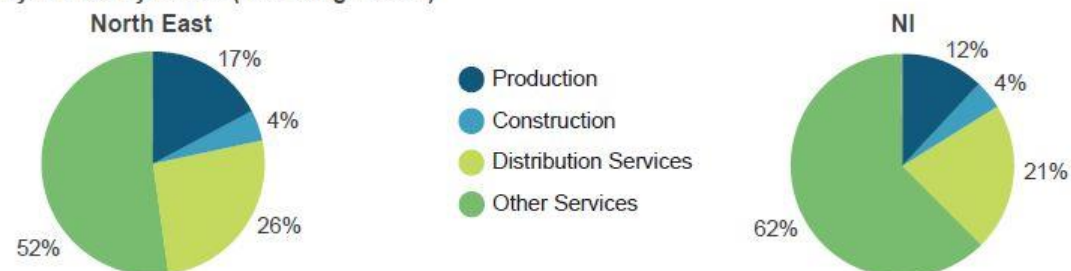 North East
17%
4%
26%
52%
Production
Construction
Distribution Services
Other Services
NI
12%
4%
21%
62%